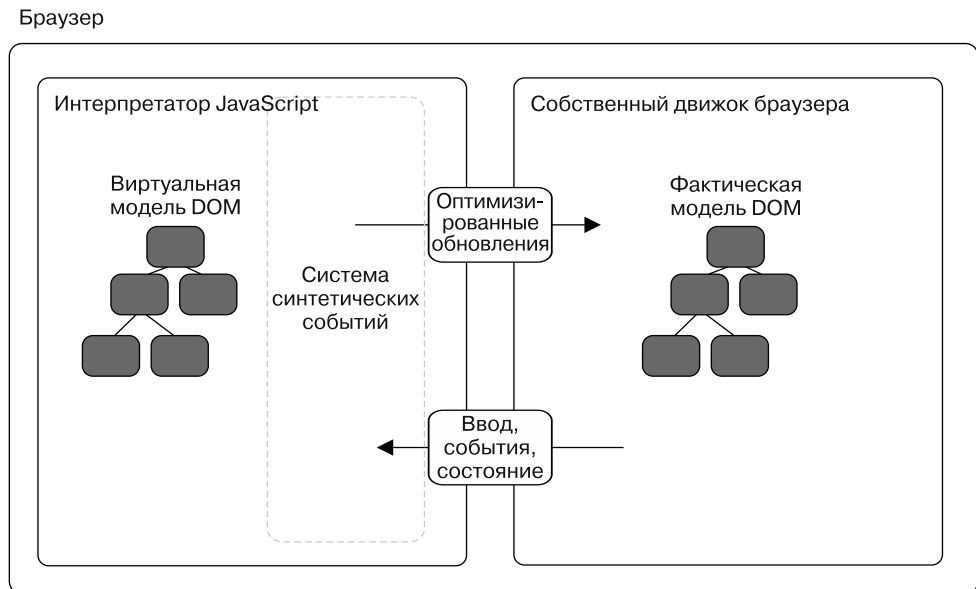 Браузер
Интерпретатор JavaScript
Собственный движок браузера
Виртуальная
модель DOM
Фактическая
модель DOM
Оптимизи-
рованные
обновления
Система
синтетических
событий
Ввод,
события,
состояние